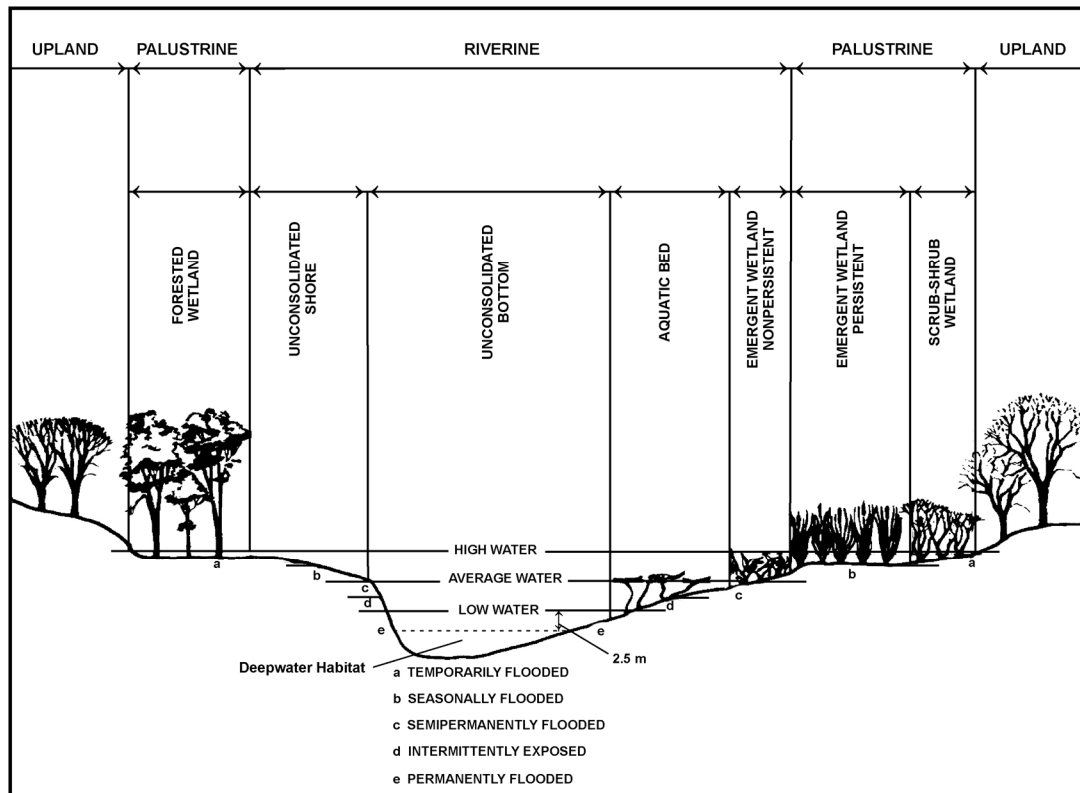 UPLAND
PALUSTRINE
RIVERINE
PALUSTRINE
UPLAND
FORESTED
WETLAND
UNCONSOLIDATED
SHORE
UNCONSOLIDATED
BOTTOM
AQUATIC BED
EMERGENT WETLAND
NONPERSISTENT
EMERGENT WETLAND
PERSISTENT
SCRUB-SHRUB
WETLAND
HIGH WATER
a
b
AVERAGE WATER
c
d
LOW WATER
e
d
c
b
a
e
2.5 m
Deepwater Habitat
a TEMPORARILY FLOODED
b SEASONALLY FLOODED
c SEMIPERMANENTLY FLOODED
d INTERMITTENTLY EXPOSED
e PERMANENTLY FLOODED